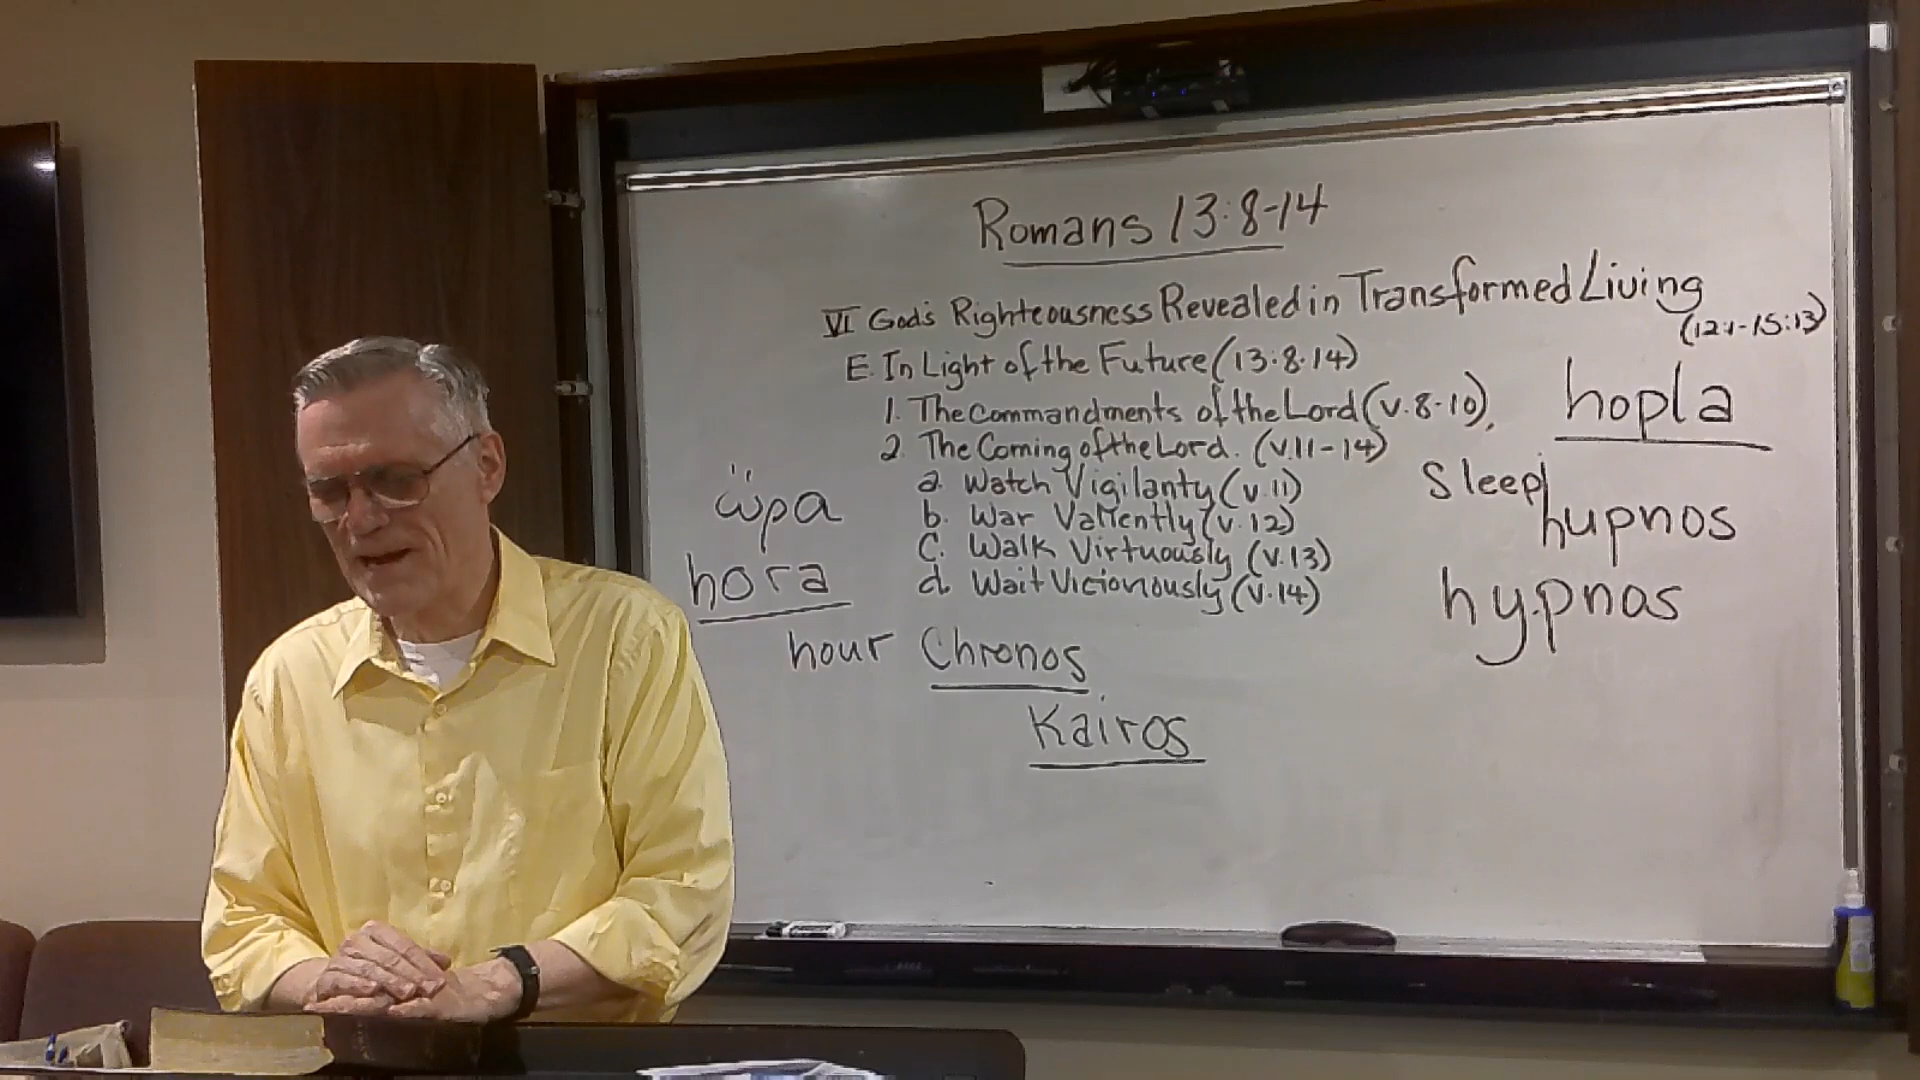 Romans 13:8-14
VI God's Righteousness Revealed in Transformed Living
(12:1-15:13)
E. In Light of the Future (13:8-14)
1. The Commandments of the Lord (v.8-10),
2. The Coming of the Lord. (v.11-14)
a. Watch Vigilanty (v.11)
b. War Valiently (v.12)
C. Walk Virtuously (v.13)
d. Wait Vicionously (v.14)
ὥρα
hora
hour Chronos
Kairos
hopla
Sleep
hupnos
hypnos